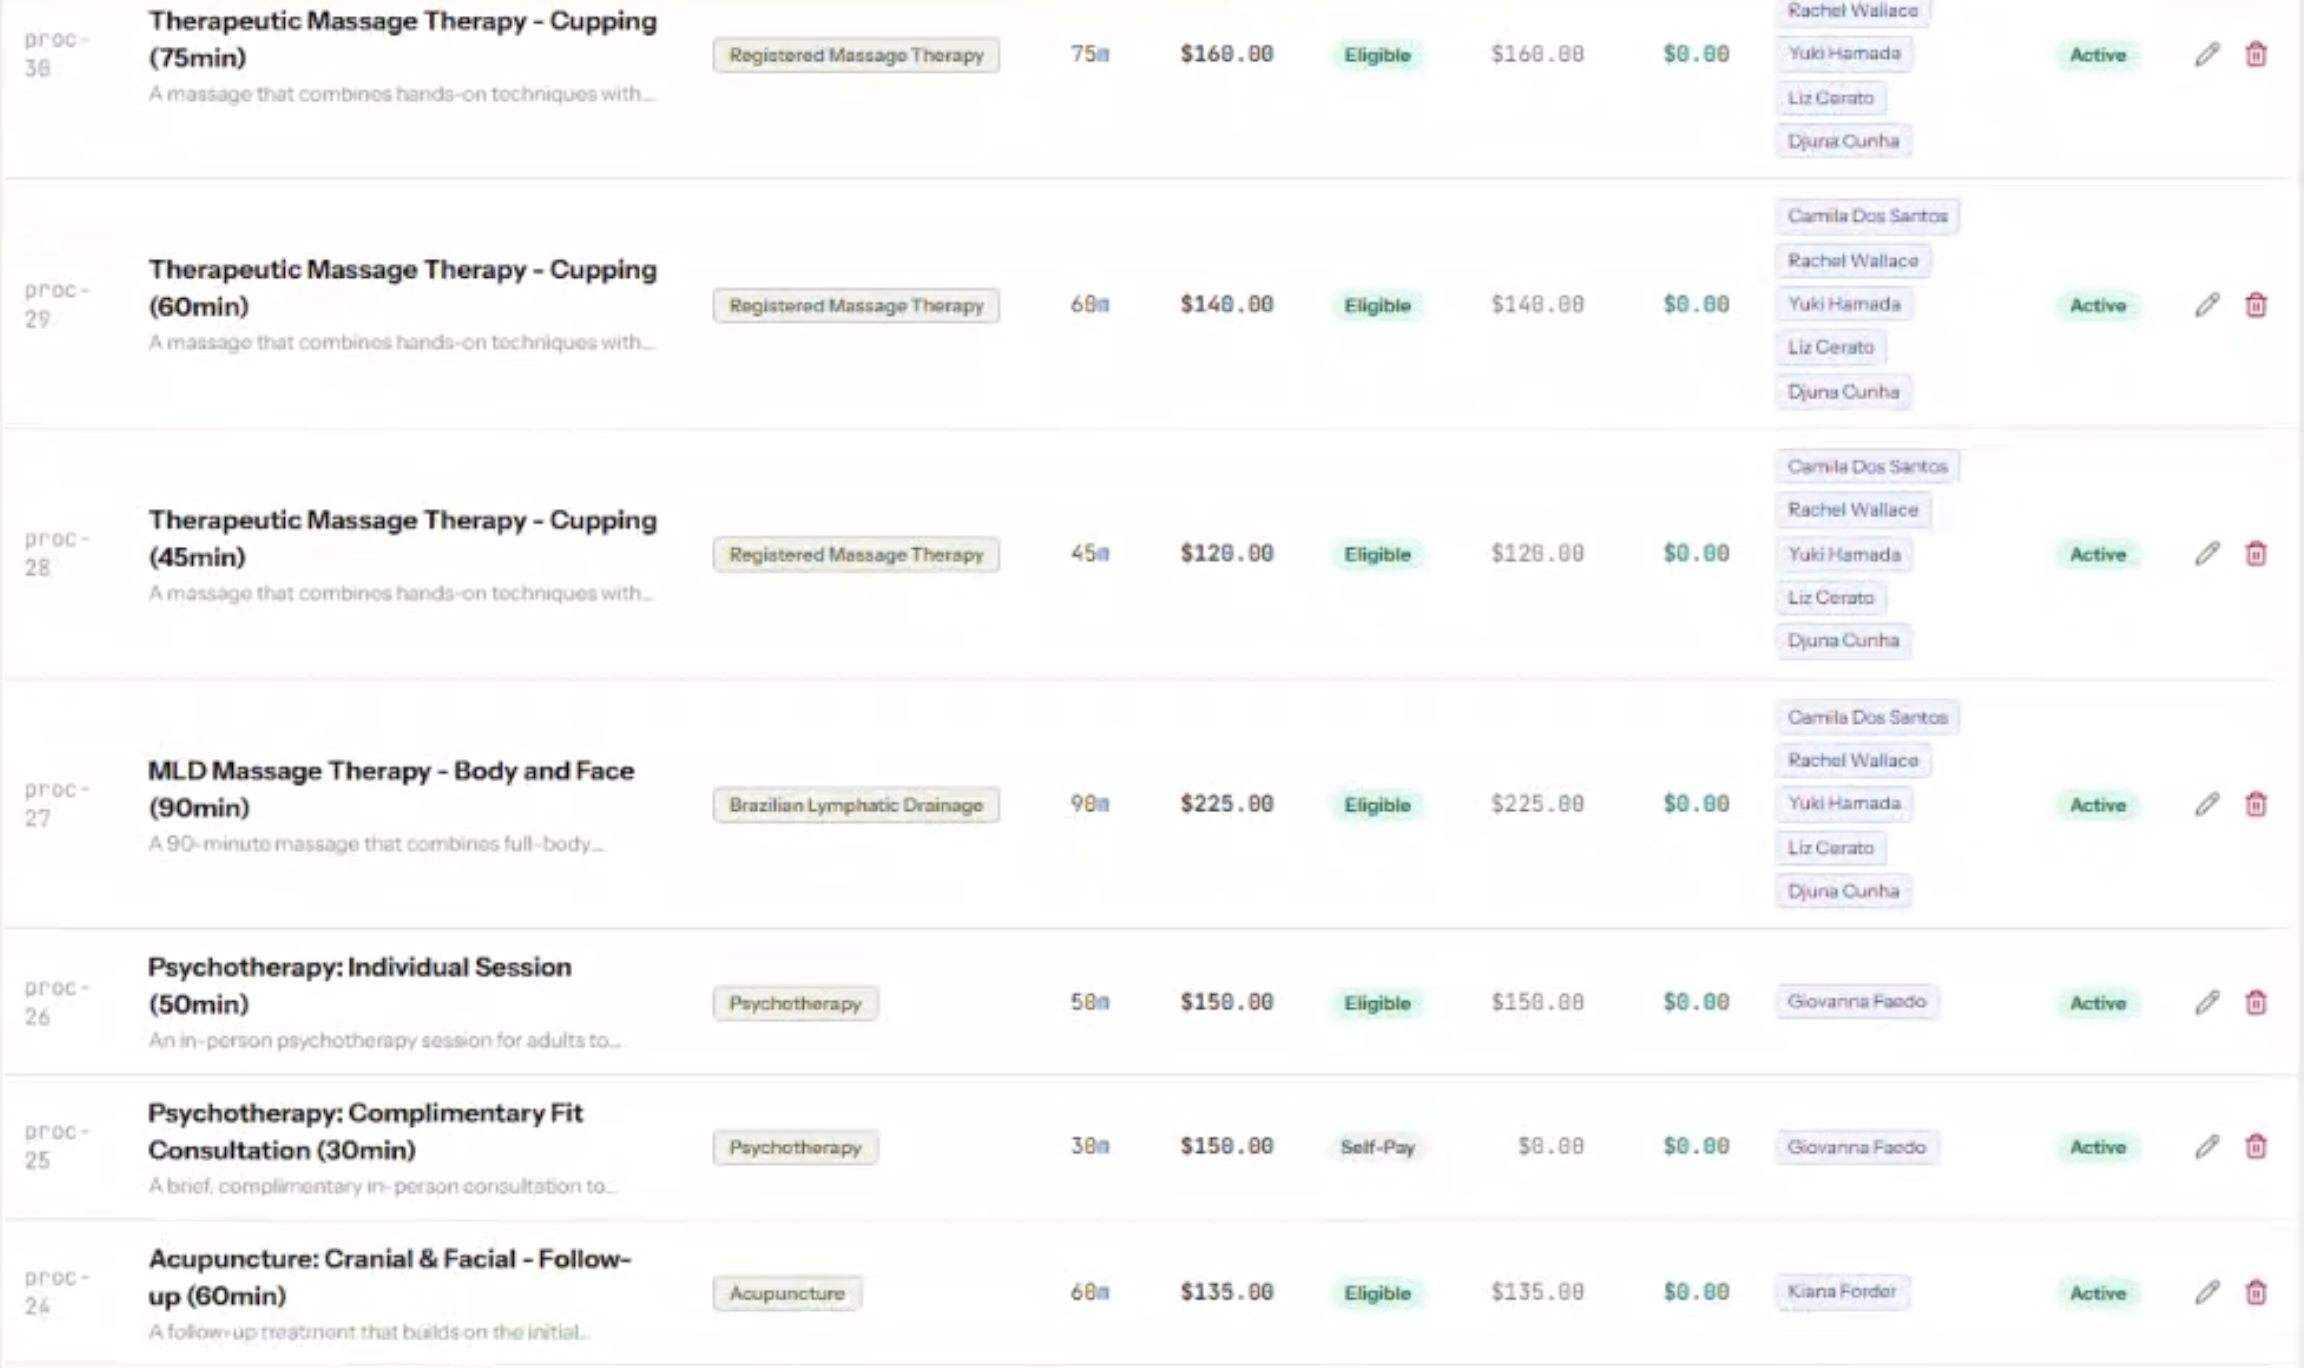 proc-
30
Therapeutic Massage Therapy - Cupping
(75min)
A massage that combines hands-on techniques with...
Registered Massage Therapy
75m
$160.00
Eligible
$160.00
$0.00
Rachel Wallace
Yuki Hamada
Liz Cerato
Djuna Cunha
Active
proc-
29
Therapeutic Massage Therapy - Cupping
(60min)
A massage that combines hands-on techniques with...
Registered Massage Therapy
60m
$140.00
Eligible
$140.00
$0.00
Camila Dos Santos
Rachel Wallace
Yuki Hamada
Liz Cerato
Djuna Cunha
Active
proc-
28
Therapeutic Massage Therapy - Cupping
(45min)
A massage that combines hands-on techniques with...
Registered Massage Therapy
45m
$120.00
Eligible
$120.00
$0.00
Camila Dos Santos
Rachel Wallace
Yuki Hamada
Liz Cerato
Djuna Cunha
Active
proc-
27
MLD Massage Therapy - Body and Face
(90min)
A 90-minute massage that combines full-body...
Brazilian Lymphatic Drainage
90m
$225.00
Eligible
$225.00
$0.00
Camila Dos Santos
Rachel Wallace
Yuki Hamada
Liz Cerato
Djuna Cunha
Active
proc-
26
Psychotherapy: Individual Session
(50min)
An in-person psychotherapy session for adults to...
Psychotherapy
50m
$150.00
Eligible
$150.00
$0.00
Giovanna Faedo
Active
proc-
25
Psychotherapy: Complimentary Fit
Consultation (30min)
A brief, complimentary in-person consultation to...
Psychotherapy
30m
$150.00
Self-Pay
$0.00
$0.00
Giovanna Faedo
Active
proc-
24
Acupuncture: Cranial & Facial - Follow-
up (60min)
A follow-up treatment that builds on the initial...
Acupuncture
60m
$135.00
Eligible
$135.00
$0.00
Kiana Forder
Active